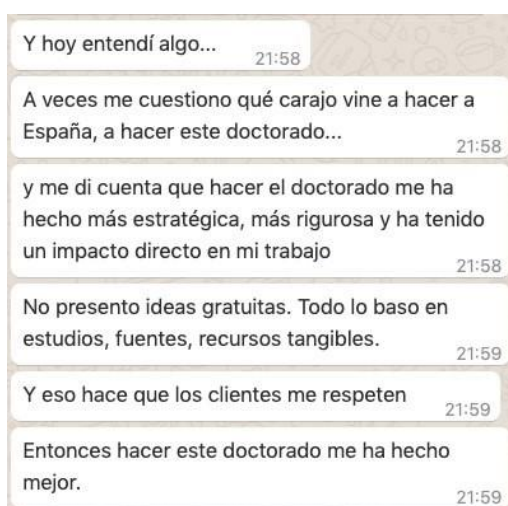 Y hoy entendí algo...
21:58
A veces me cuestiono qué carajo vine a hacer a
España, a hacer este doctorado...
21:58
y me di cuenta que hacer el doctorado me ha
hecho más estratégica, más rigurosa y ha tenido
un impacto directo en mi trabajo
21:58
No presento ideas gratuitas. Todo lo baso en
estudios, fuentes, recursos tangibles.
21:59
Y eso hace que los clientes me respeten
21:59
Entonces hacer este doctorado me ha hecho
mejor.
21:59